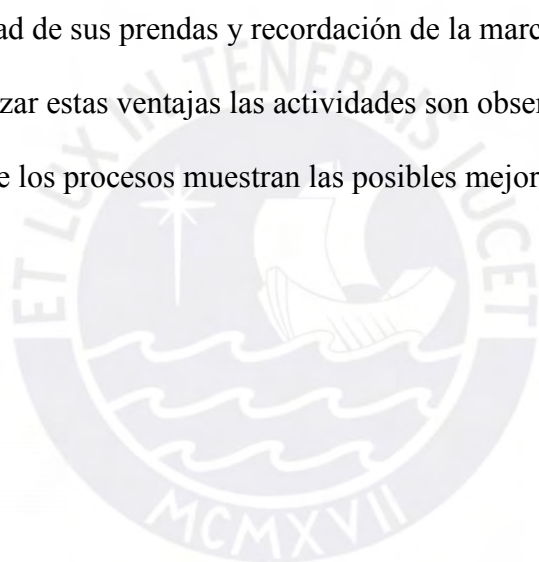 ad de sus prendas y recordación de la marc
zar estas ventajas las actividades son obser
e los procesos muestran las posibles mejor
ET LUX IN TENEBRIS LUCET
MCMXVII